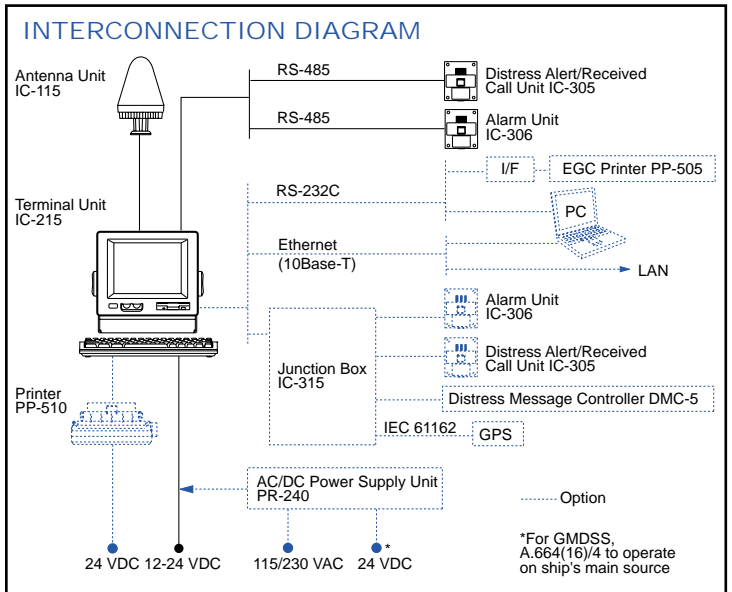 INTERCONNECTION DIAGRAM
Antenna Unit
IC-115
RS-485
Distress Alert/Received
Call Unit IC-305
RS-485
Alarm Unit
IC-306
I/F
EGC Printer PP-505
RS-232C
PC
Terminal Unit
IC-215
Ethernet
(10Base-T)
LAN
Alarm Unit
IC-306
Junction Box
IC-315
Distress Alert/Received
Call Unit IC-305
Distress Message Controller DMC-5
Printer
PP-510
IEC 61162
GPS
AC/DC Power Supply Unit
PR-240
Option
24 VDC
12-24 VDC
115/230 VAC
*
24 VDC
*For GMDSS,
A.664(16)/4 to operate
on ship's main source